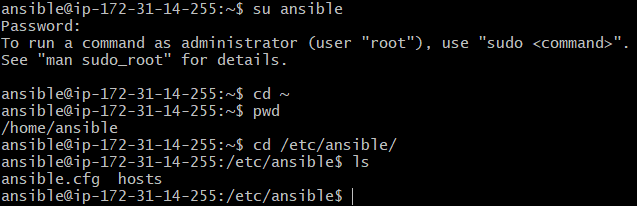 ansible@ip-172-31-14-255:~$ su ansible
Password:
To run a command as administrator (user "root"), use "sudo <command>".
See "man sudo_root" for details.

ansible@ip-172-31-14-255:~$ cd ~
ansible@ip-172-31-14-255:~$ pwd
/home/ansible
ansible@ip-172-31-14-255:~$ cd /etc/ansible/
ansible@ip-172-31-14-255:/etc/ansible$ ls
ansible.cfg  hosts
ansible@ip-172-31-14-255:/etc/ansible$